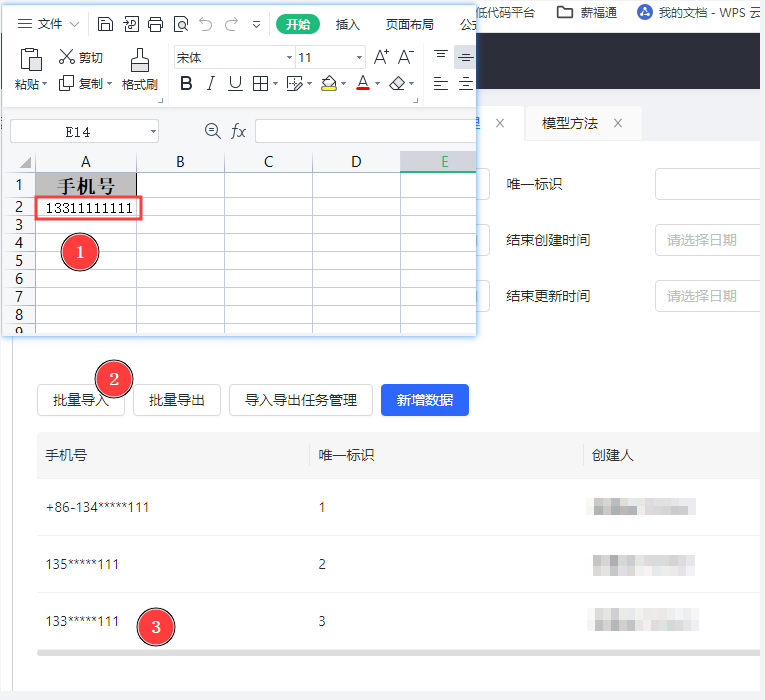 文件
开始 插入 页面布局 公
低代码平台 薪福通 我的文档 - WPS 云
粘贴 剪切 复制 格式刷
宋体 11 A+ A-
B I U A
E14 fx
A B C D E
1 手机号
2 13311111111
3
4
5
6
7
8
9
1
模型方法
唯一标识
结束创建时间 请选择日期
结束更新时间 请选择日期
2
批量导入 批量导出 导入导出任务管理 新增数据
手机号 唯一标识 创建人
+86-134*****111 1
135*****111 2
133*****111 3
3